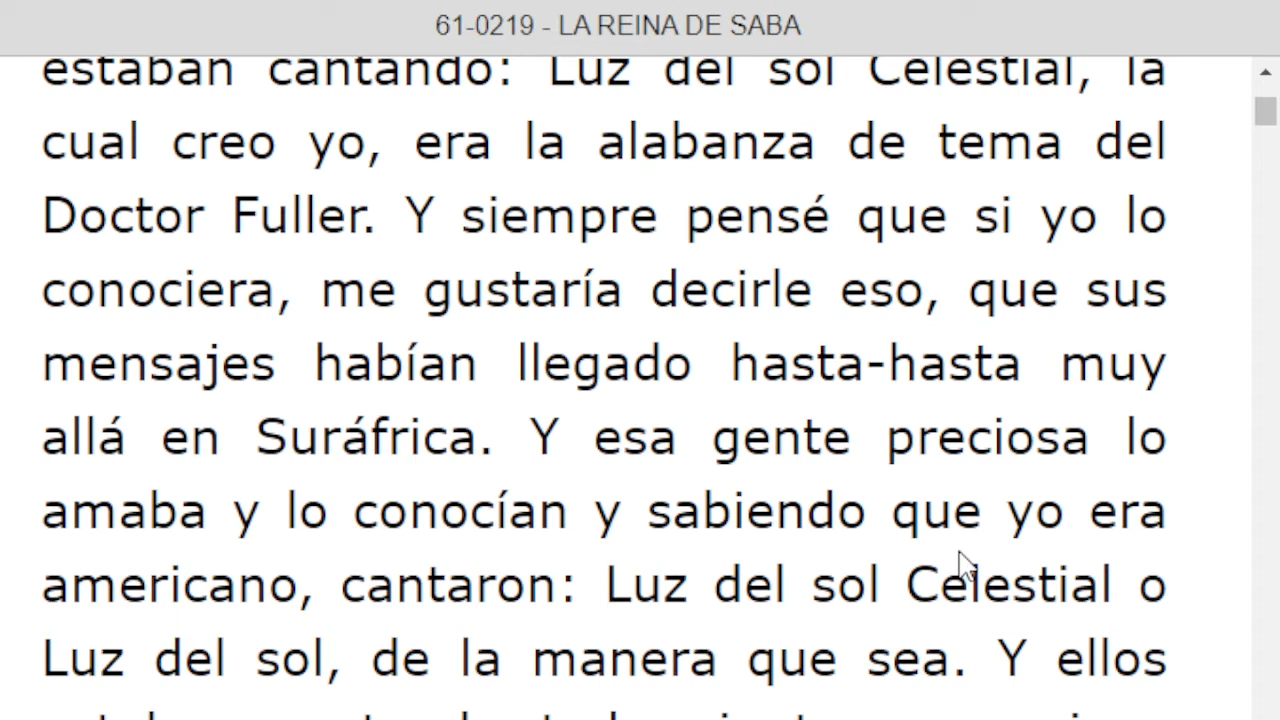 61-0219 - LA REINA DE SABA
estaban cantando: Luz del sol Celestial, la
cual creo yo, era la alabanza de tema del
Doctor Fuller. Y siempre pensé que si yo lo
conociera, me gustaría decirle eso, que sus
mensajes habían llegado hasta-hasta muy
allá en Suráfrica. Y esa gente preciosa lo
amaba y lo conocían y sabiendo que yo era
americano, cantaron: Luz del sol Celestial o
Luz del sol, de la manera que sea. Y ellos